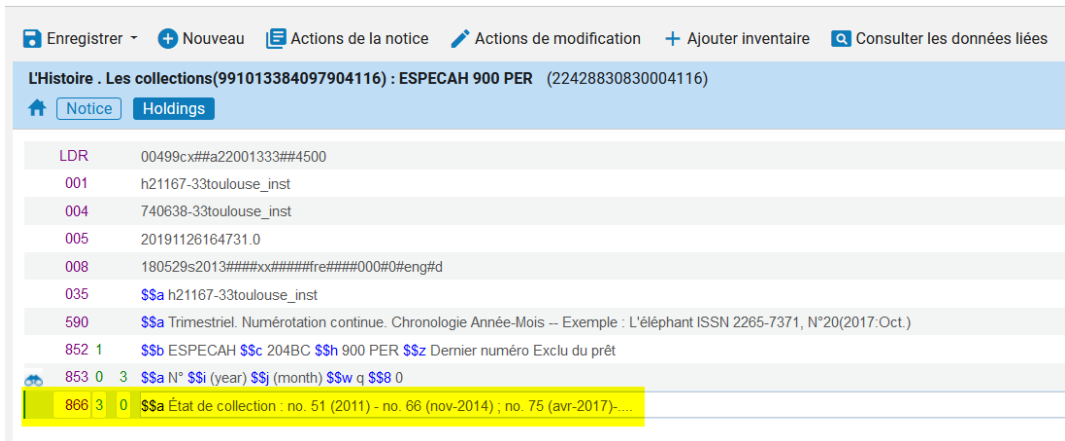 Enregistrer Nouveau Actions de la notice Actions de modification Ajouter inventaire Consulter les données liées
L'Histoire . Les collections(991013384097904116) : ESPECAH 900 PER (22428830830004116)
Notice Holdings
LDR 00499cx##a22001333##4500
001 h21167-33toulouse_inst
004 740638-33toulouse_inst
005 20191126164731.0
008 180529s2013####xx#####fre####000#0#eng#d
035 $$a h21167-33toulouse_inst
590 $$a Trimestriel. Numérotation continue. Chronologie Année-Mois -- Exemple : L'éléphant ISSN 2265-7371, N°20(2017:Oct.)
852 1 $$b ESPECAH $$c 204BC $$h 900 PER $$z Dernier numéro Exclu du prêt
853 0 3 $$a N° $$i (year) $$j (month) $$w q $$8 0
866 3 0 $$a État de collection : no. 51 (2011) - no. 66 (nov-2014) ; no. 75 (avr-2017)-....